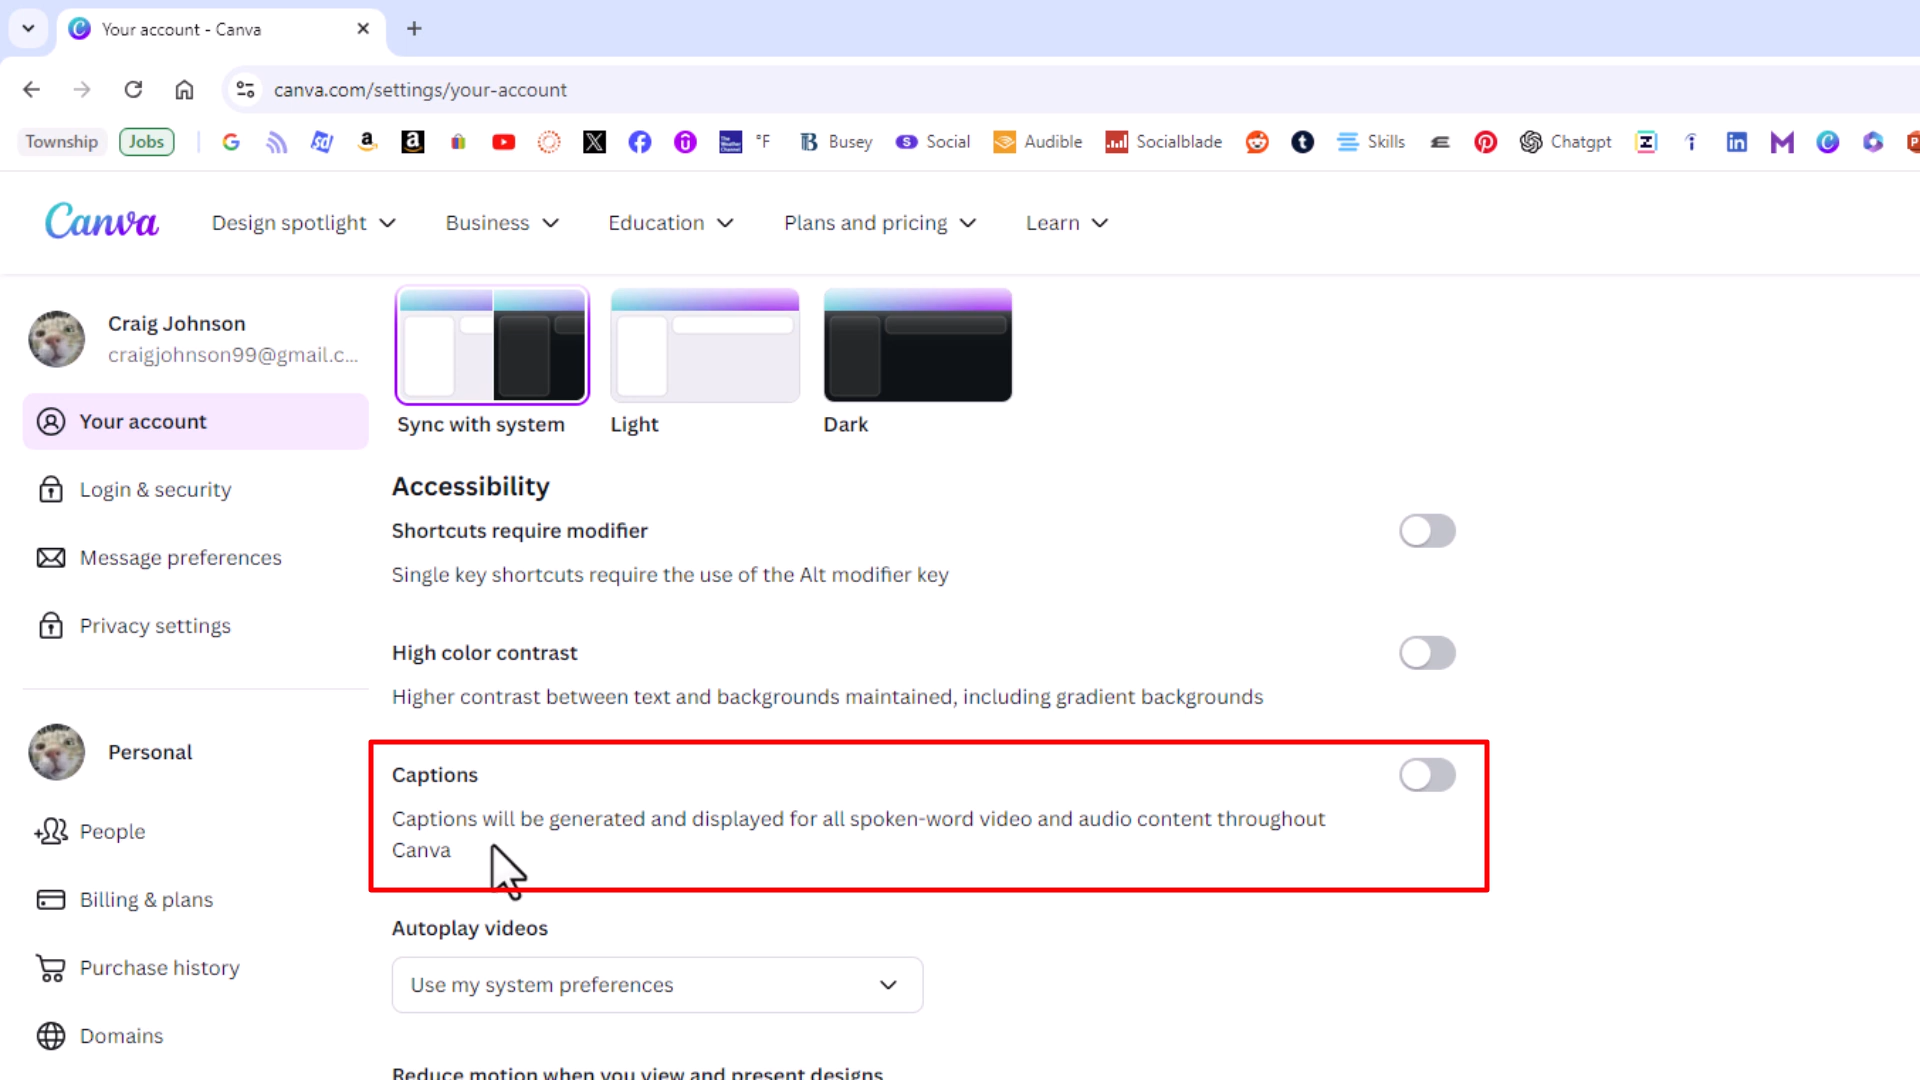 Your account - Canva
canva.com/settings/your-account
Township Jobs °F Busey Social Audible Socialblade Skills Chatgpt
Canva Design spotlight Business Education Plans and pricing Learn
Craig Johnson
craigjohnson99@gmail.c...
Your account
Login & security
Message preferences
Privacy settings
Personal
People
Billing & plans
Purchase history
Domains
Sync with system Light Dark
Accessibility
Shortcuts require modifier
Single key shortcuts require the use of the Alt modifier key
High color contrast
Higher contrast between text and backgrounds maintained, including gradient backgrounds
Captions
Captions will be generated and displayed for all spoken-word video and audio content throughout
Canva
Autoplay videos
Use my system preferences
Reduce motion when you view and present designs